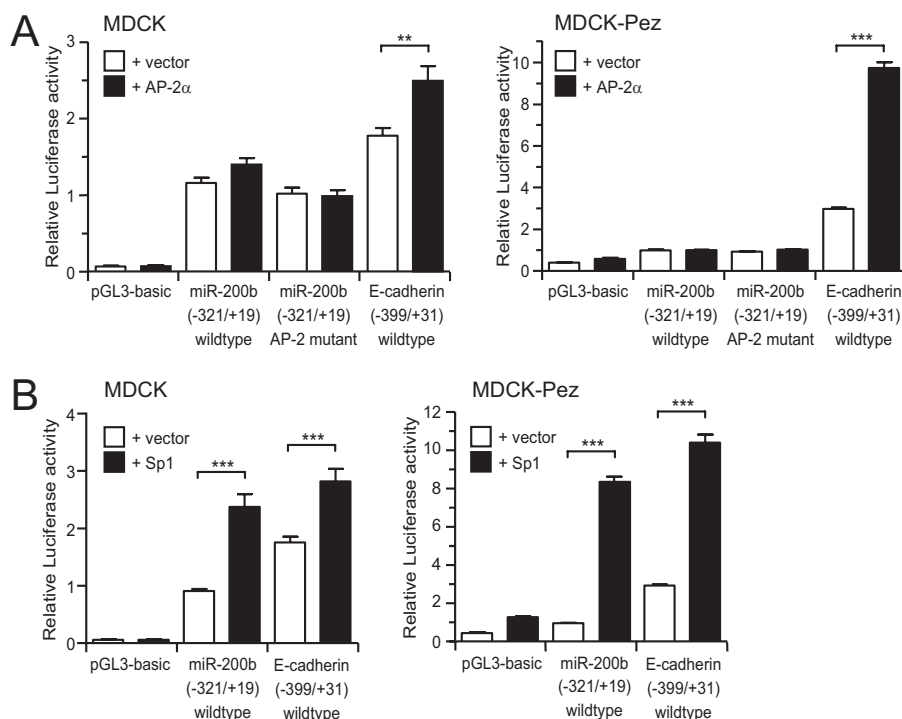 A
MDCK
+ vector
+ AP-2α
Relative Luciferase activity
3
2
1
0
**
pGL3-basic
miR-200b
(-321/+19)
wildtype
miR-200b
(-321/+19)
AP-2 mutant
E-cadherin
(-399/+31)
wildtype
MDCK-Pez
+ vector
+ AP-2α
Relative Luciferase activity
10
8
6
4
2
0
***
pGL3-basic
miR-200b
(-321/+19)
wildtype
miR-200b
(-321/+19)
AP-2 mutant
E-cadherin
(-399/+31)
wildtype
B
MDCK
+ vector
+ Sp1
Relative Luciferase activity
4
3
2
1
0
***
***
pGL3-basic
miR-200b
(-321/+19)
wildtype
E-cadherin
(-399/+31)
wildtype
MDCK-Pez
+ vector
+ Sp1
Relative Luciferase activity
12
10
8
6
4
2
0
***
***
pGL3-basic
miR-200b
(-321/+19)
wildtype
E-cadherin
(-399/+31)
wildtype